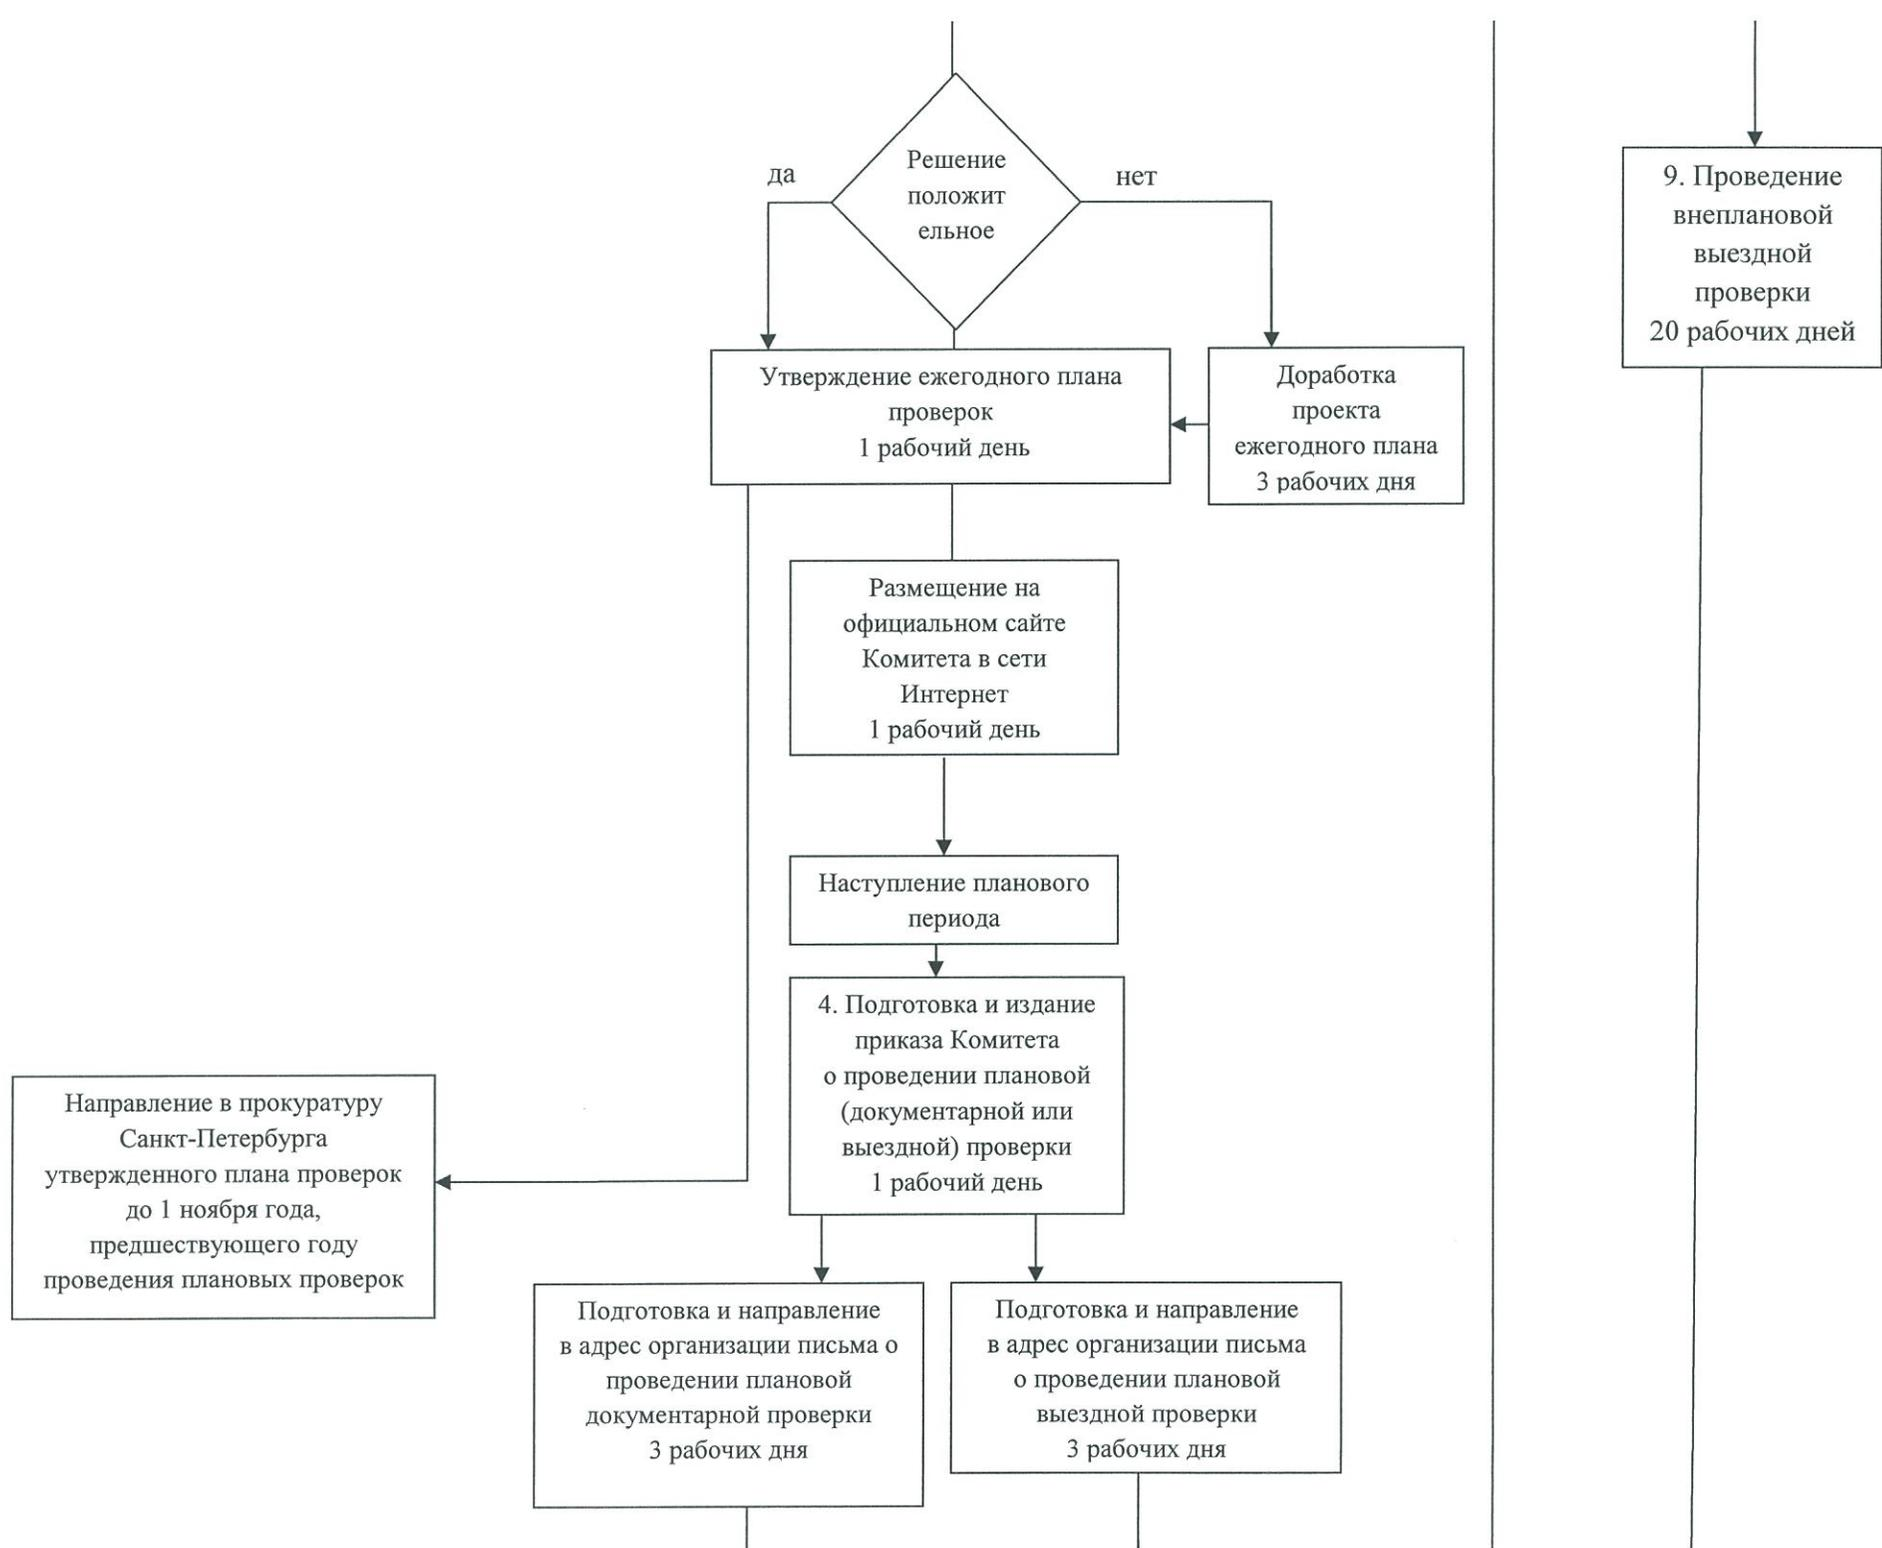 Решение
положит
ельное
да
нет
9. Проведение
внеплановой
выездной
проверки
20 рабочих дней
Утверждение ежегодного плана
проверок
1 рабочий день
Доработка
проекта
ежегодного плана
3 рабочих дня
Размещение на
официальном сайте
Комитета в сети
Интернет
1 рабочий день
Наступление планового
периода
4. Подготовка и издание
приказа Комитета
о проведении плановой
(документарной или
выездной) проверки
1 рабочий день
Направление в прокуратуру
Санкт-Петербурга
утвержденного плана проверок
до 1 ноября года,
предшествующего году
проведения плановых проверок
Подготовка и направление
в адрес организации письма о
проведении плановой
документарной проверки
3 рабочих дня
Подготовка и направление
в адрес организации письма
о проведении плановой
выездной проверки
3 рабочих дня